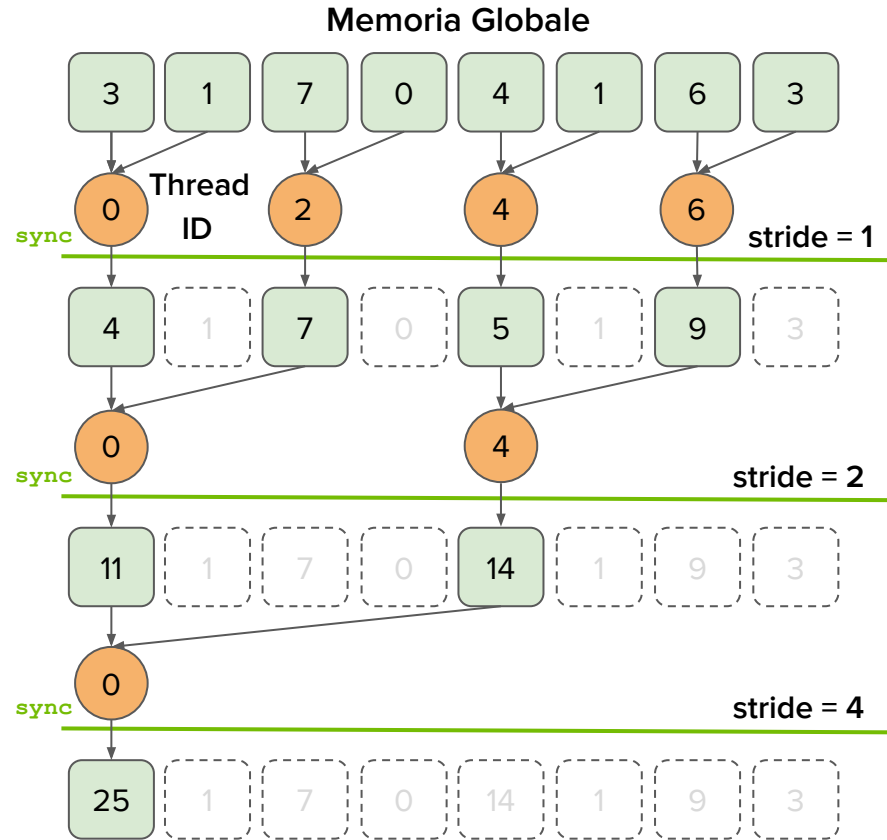 Memoria Globale
3 1 7 0 4 1 6 3
0 Thread ID 2 4 6
sync stride = 1
4 1 7 0 5 1 9 3
0 4
sync stride = 2
11 1 7 0 14 1 9 3
0
sync stride = 4
25 1 7 0 14 1 9 3